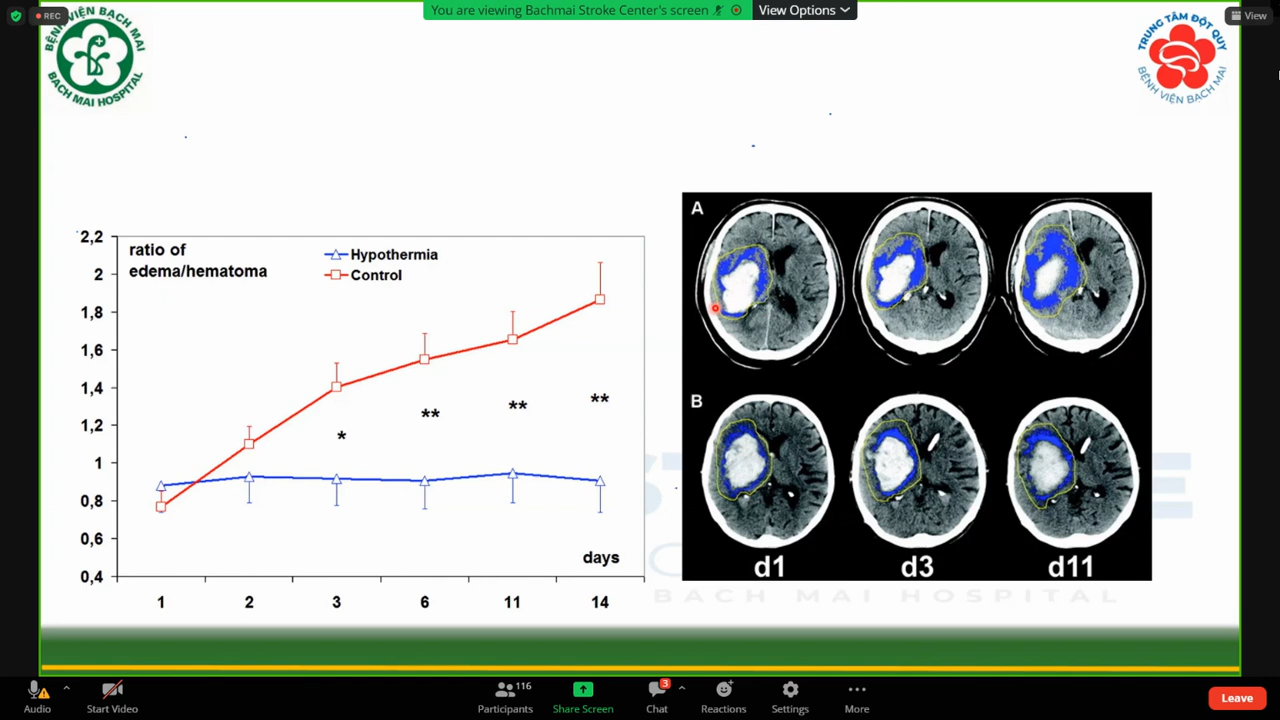 REC
You are viewing Bachmai Stroke Center's screen
View Options
View
BỆNH VIỆN BẠCH MAI
BACH MAI HOSPITAL
TRUNG TÂM ĐỘT QUỴ
BỆNH VIỆN BẠCH MAI
2,2
2
1,8
1,6
1,4
1,2
1
0,8
0,6
0,4
ratio of
edema/hematoma
Hypothermia
Control
*
**
**
**
days
1 2 3 6 11 14
A
B
d1 d3 d11
BACH MAI HOSPITAL
Audio
Start Video
116
Participants
Share Screen
3
Chat
Reactions
Settings
More
Leave